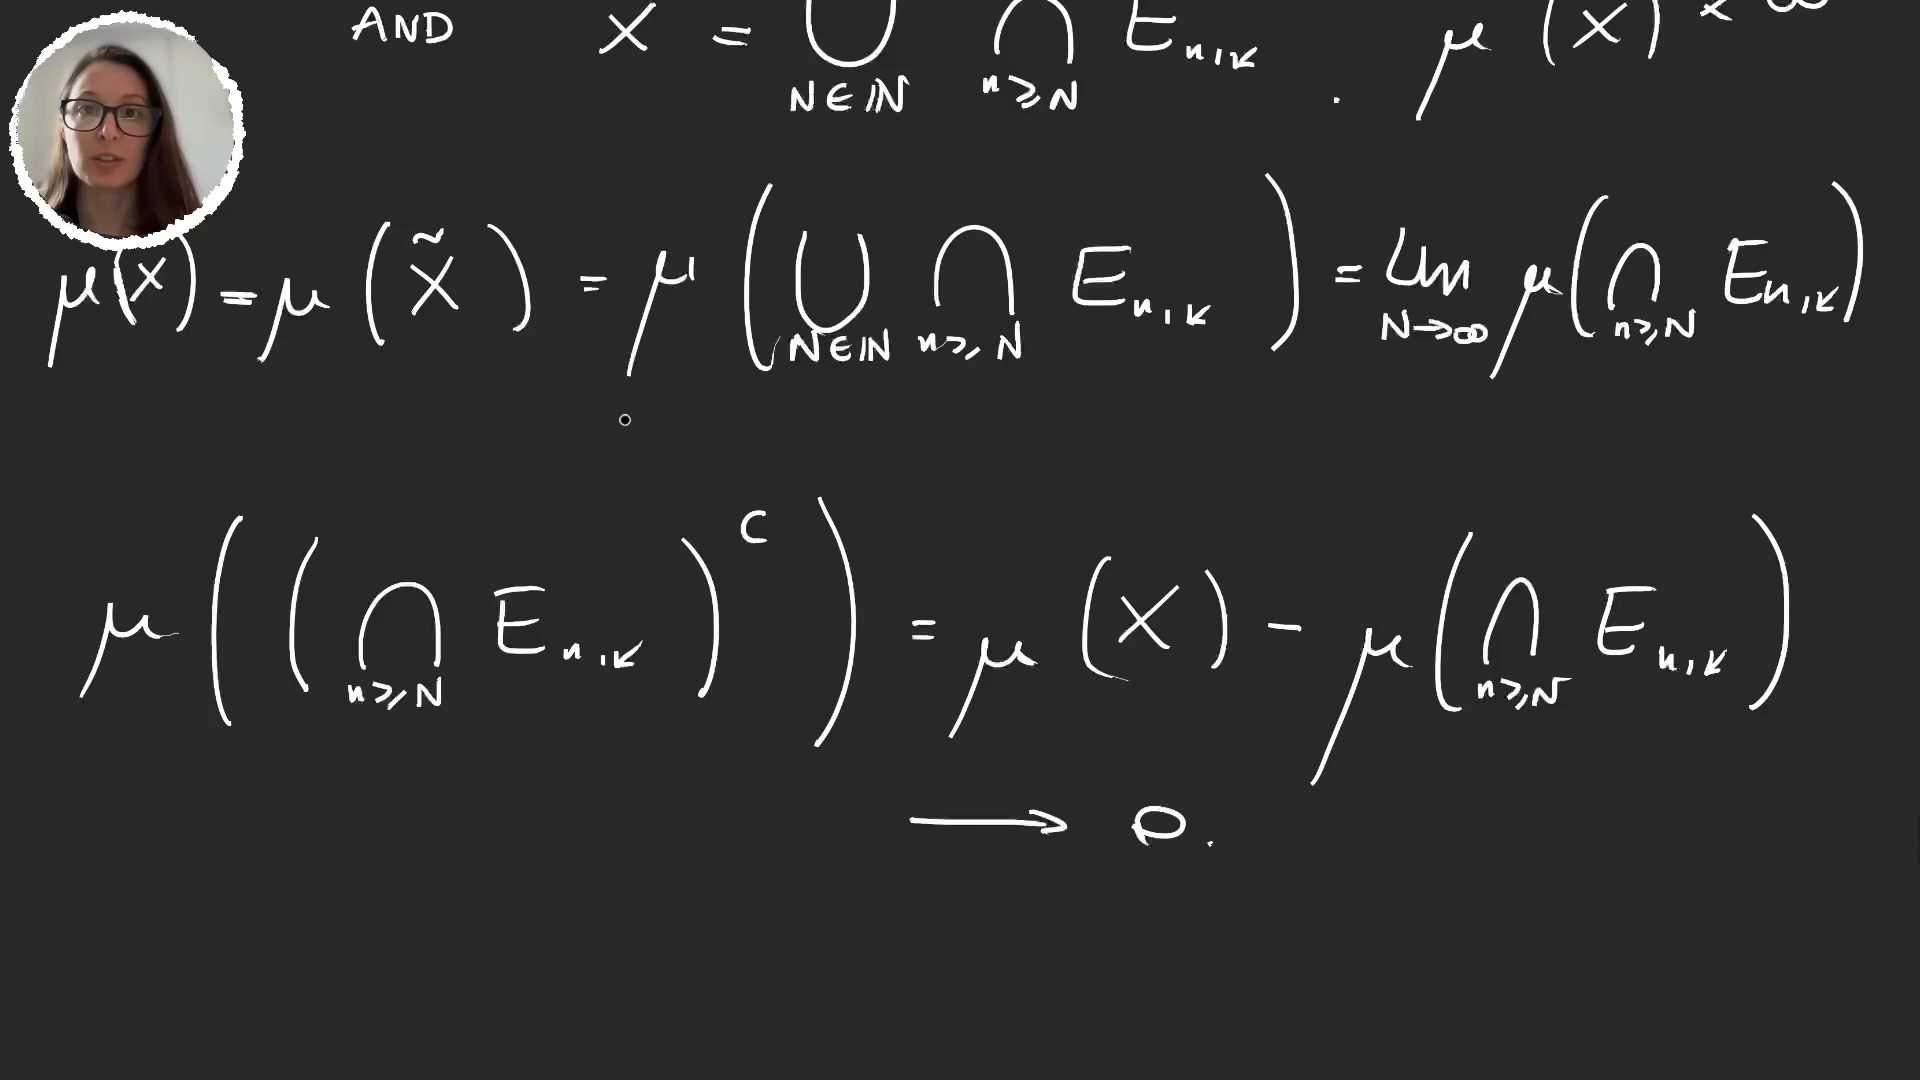 AND X = ⋃_{N∈ℕ} ⋂_{n⩾N} E_{n,k} . μ(X) < ∞
μ(X) = μ(X̃) = μ(⋃_{N∈ℕ} ⋂_{n⩾N} E_{n,k}) = lim_{N→∞} μ(⋂_{n⩾N} E_{n,k})
μ((⋂_{n⩾N} E_{n,k})^C) = μ(X) - μ(⋂_{n⩾N} E_{n,k})
⟶ 0.